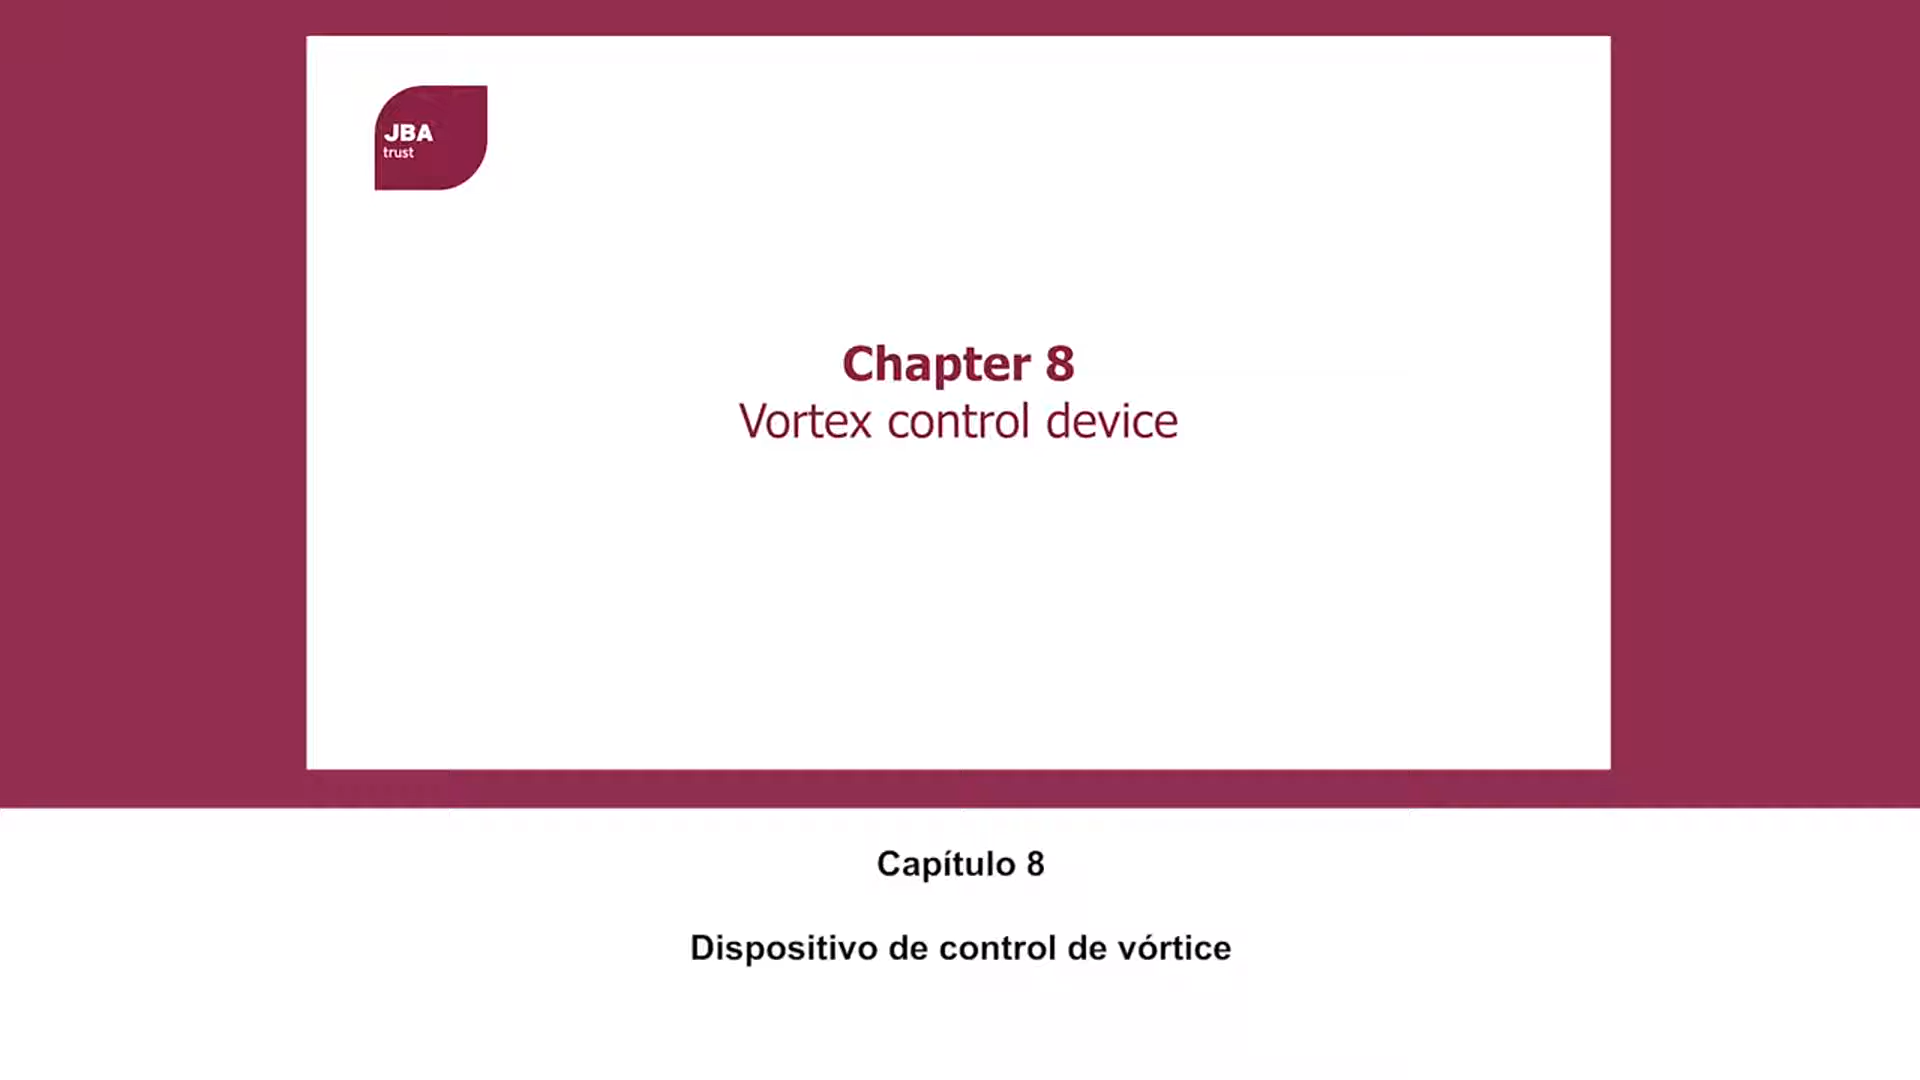 JBA
trust
Chapter 8
Vortex control device
Capítulo 8
Dispositivo de control de vórtice